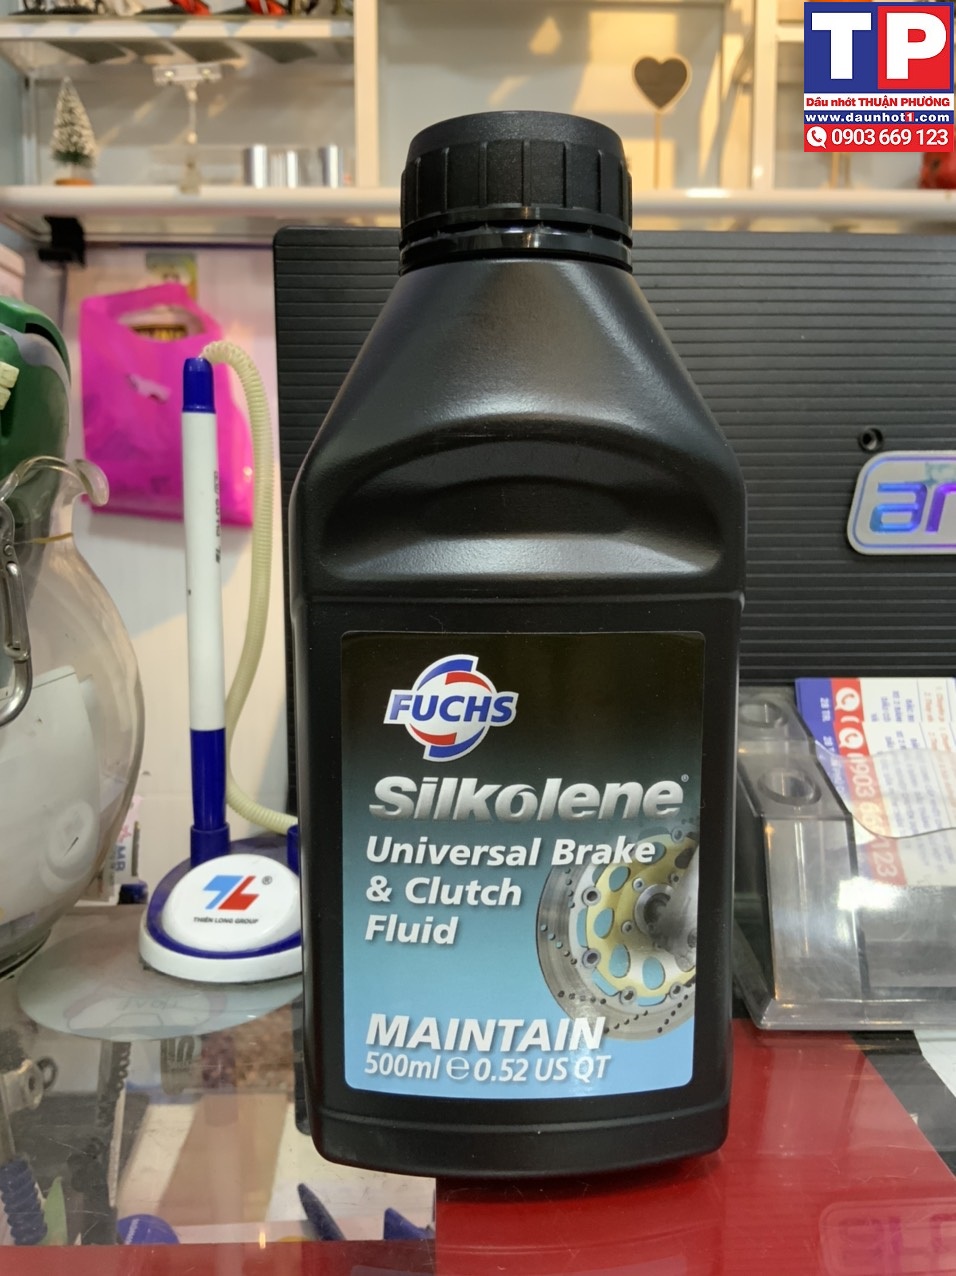 TP
Dầu nhớt THUẬN PHƯƠNG
www.daunhot1.com
0903 669 123
FUCHS
Silkolene®
Universal Brake
& Clutch
Fluid
MAINTAIN
500ml ℮ 0.52 US QT
®
THIÊN LONG GROUP